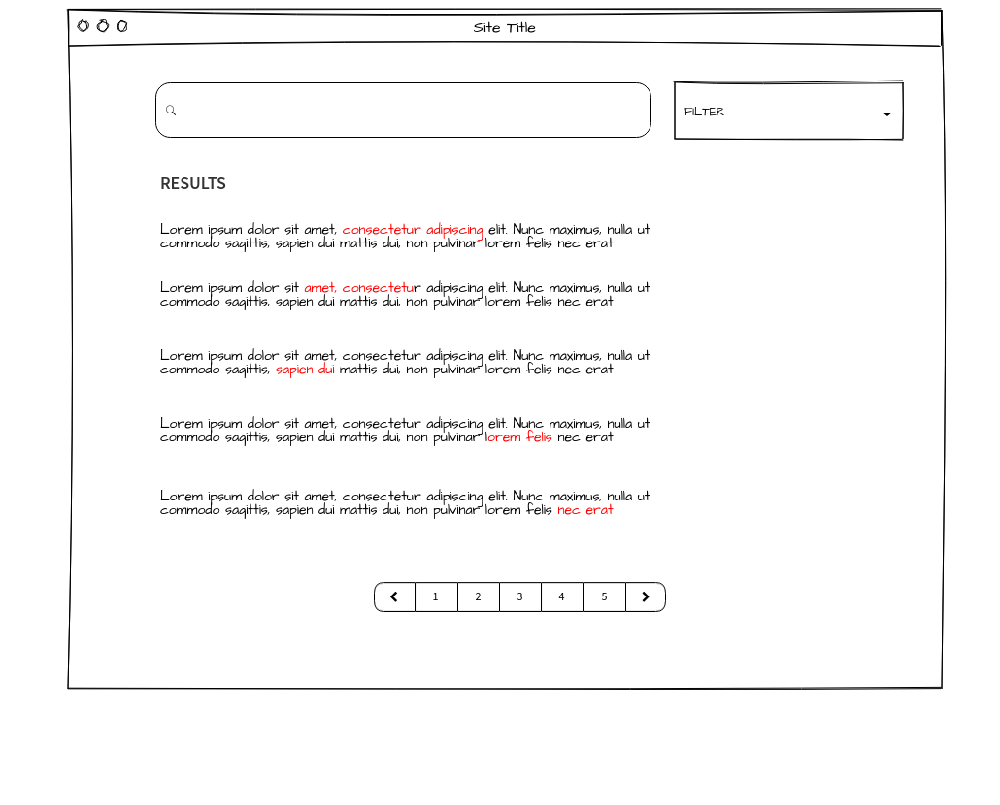 Site Title
FILTER
RESULTS
Lorem ipsum dolor sit amet, consectetur adipiscing elit. Nunc maximus, nulla ut
commodo sagittis, sapien dui mattis dui, non pulvinar lorem felis nec erat
Lorem ipsum dolor sit amet, consectetur adipiscing elit. Nunc maximus, nulla ut
commodo sagittis, sapien dui mattis dui, non pulvinar lorem felis nec erat
Lorem ipsum dolor sit amet, consectetur adipiscing elit. Nunc maximus, nulla ut
commodo sagittis, sapien dui mattis dui, non pulvinar lorem felis nec erat
Lorem ipsum dolor sit amet, consectetur adipiscing elit. Nunc maximus, nulla ut
commodo sagittis, sapien dui mattis dui, non pulvinar lorem felis nec erat
Lorem ipsum dolor sit amet, consectetur adipiscing elit. Nunc maximus, nulla ut
commodo sagittis, sapien dui mattis dui, non pulvinar lorem felis nec erat
1 2 3 4 5